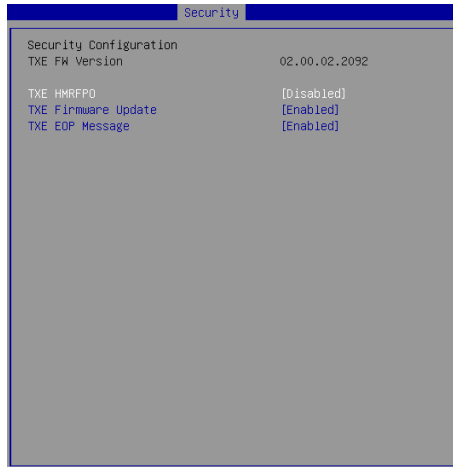 Security
Security Configuration
TXE FW Version 02.00.02.2092
TXE HMRFPO [Disabled]
TXE Firmware Update [Enabled]
TXE EOP Message [Enabled]